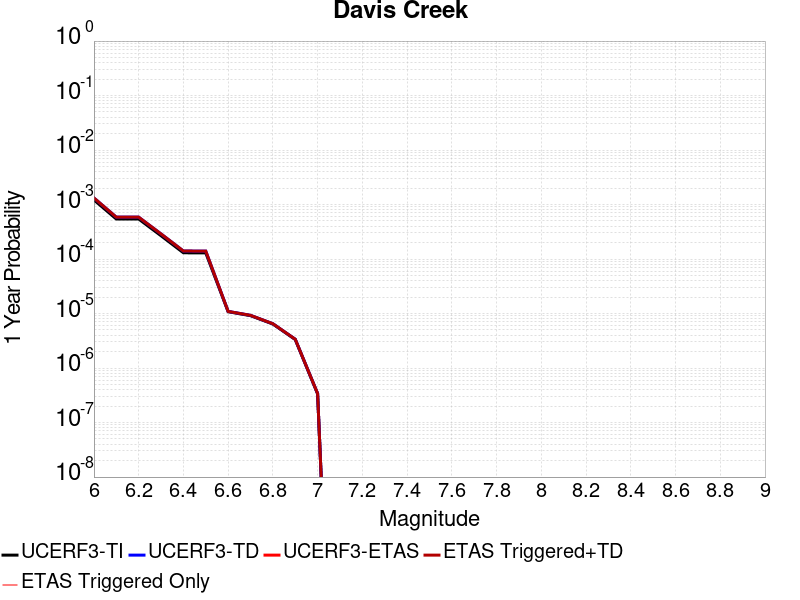 Davis Creek
10^0
10^-1
10^-2
10^-3
10^-4
10^-5
10^-6
10^-7
10^-8
1 Year Probability
6 6.2 6.4 6.6 6.8 7 7.2 7.4 7.6 7.8 8 8.2 8.4 8.6 8.8 9
Magnitude
UCERF3-TI UCERF3-TD UCERF3-ETAS ETAS Triggered+TD
ETAS Triggered Only